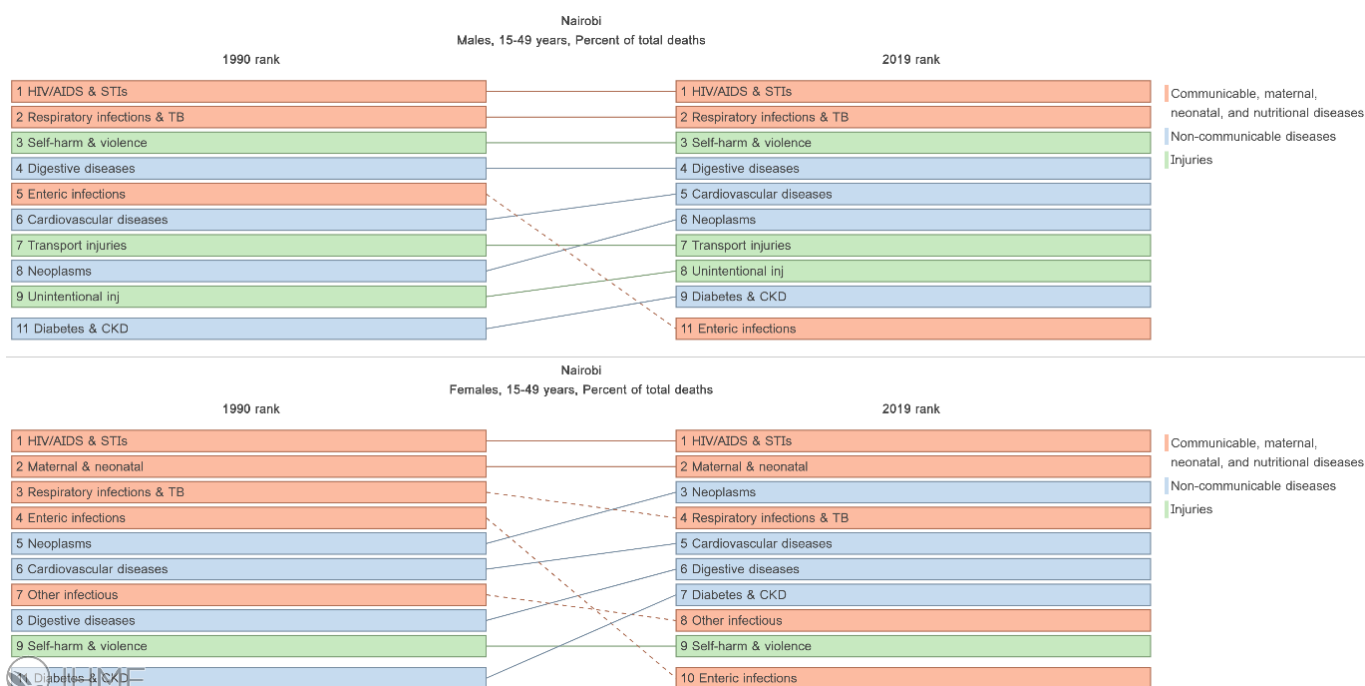 Nairobi
Males, 15-49 years, Percent of total deaths
1990 rank
2019 rank
1 HIV/AIDS & STIs
2 Respiratory infections & TB
3 Self-harm & violence
4 Digestive diseases
5 Enteric infections
6 Cardiovascular diseases
7 Transport injuries
8 Neoplasms
9 Unintentional inj
11 Diabetes & CKD
1 HIV/AIDS & STIs
2 Respiratory infections & TB
3 Self-harm & violence
4 Digestive diseases
5 Cardiovascular diseases
6 Neoplasms
7 Transport injuries
8 Unintentional inj
9 Diabetes & CKD
11 Enteric infections
Communicable, maternal,
neonatal, and nutritional diseases
Non-communicable diseases
Injuries
Nairobi
Females, 15-49 years, Percent of total deaths
1990 rank
2019 rank
1 HIV/AIDS & STIs
2 Maternal & neonatal
3 Respiratory infections & TB
4 Enteric infections
5 Neoplasms
6 Cardiovascular diseases
7 Other infectious
8 Digestive diseases
9 Self-harm & violence
11 Diabetes & CKD
IHME
1 HIV/AIDS & STIs
2 Maternal & neonatal
3 Neoplasms
4 Respiratory infections & TB
5 Cardiovascular diseases
6 Digestive diseases
7 Diabetes & CKD
8 Other infectious
9 Self-harm & violence
10 Enteric infections
Communicable, maternal,
neonatal, and nutritional diseases
Non-communicable diseases
Injuries